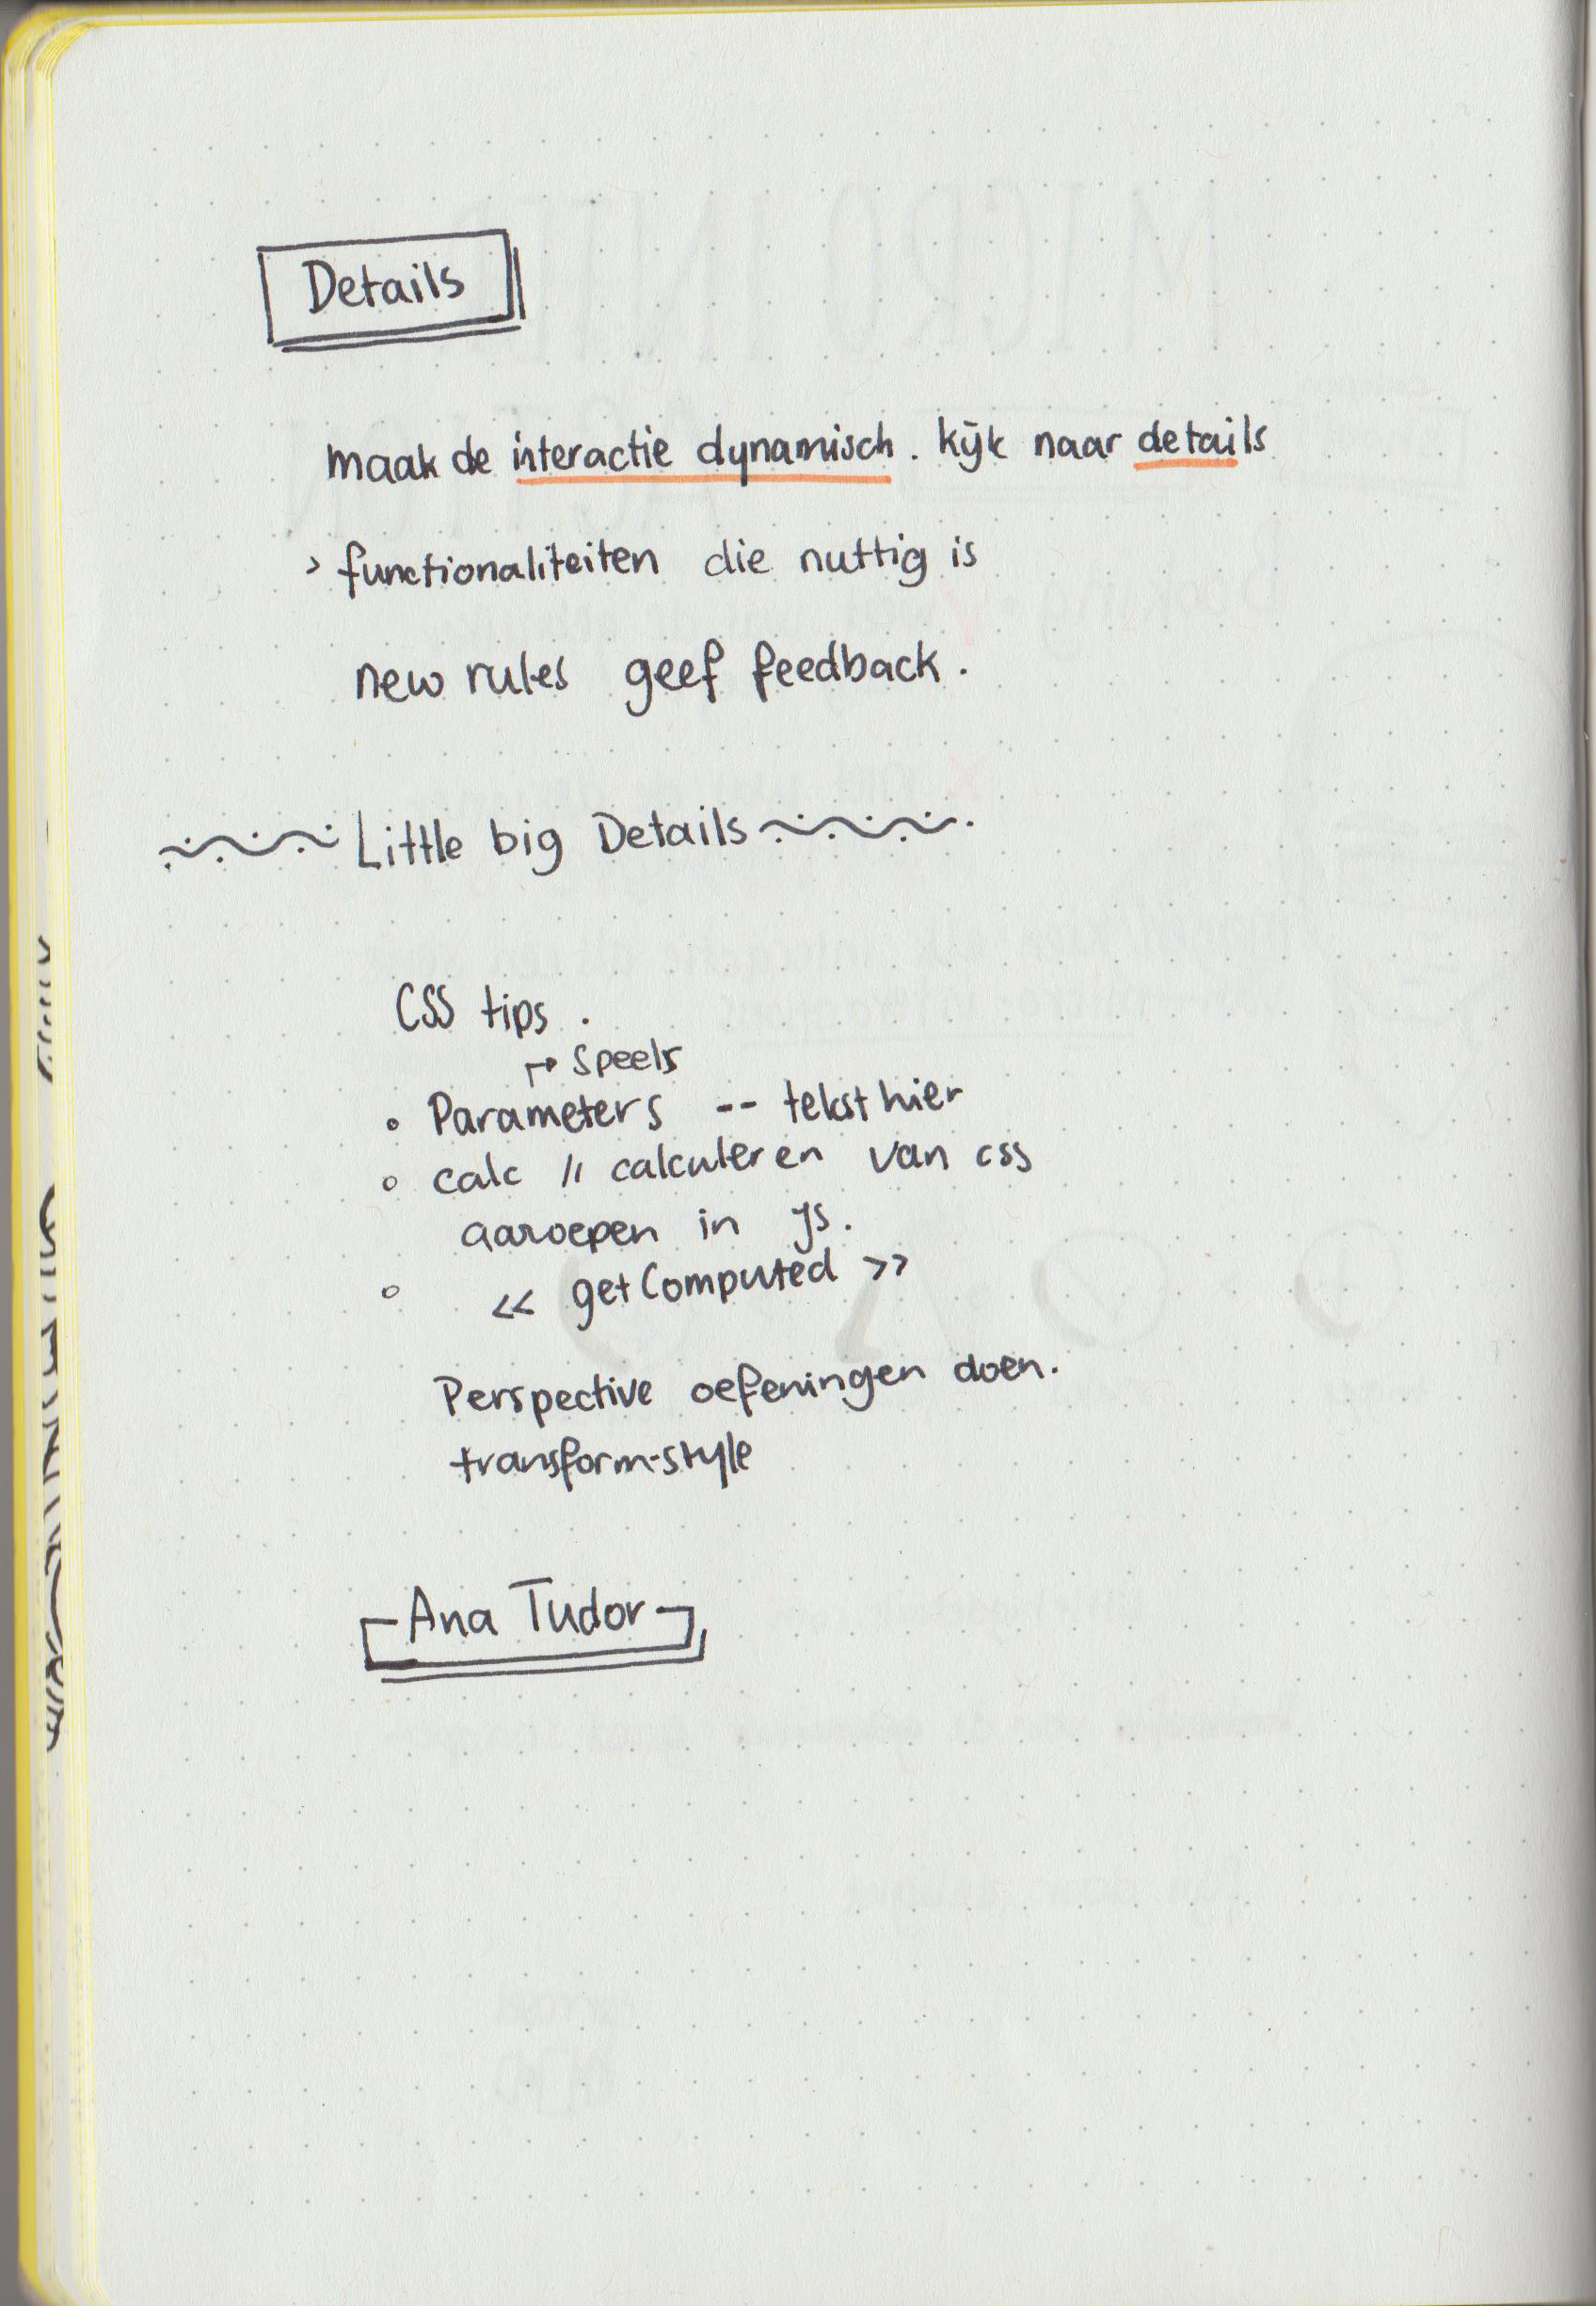 Details
maak de interactie dynamisch. kijk naar details
> functionaliteiten die nuttig is
new rules geef feedback.
Little big Details
CSS tips.
↱ Speels
◦ Parameters -- tekst hier
◦ calc // calculeren van css
aaroepen in js.
◦ << getComputed >>
Perspective oefeningen doen.
transform-style
Ana Tudor